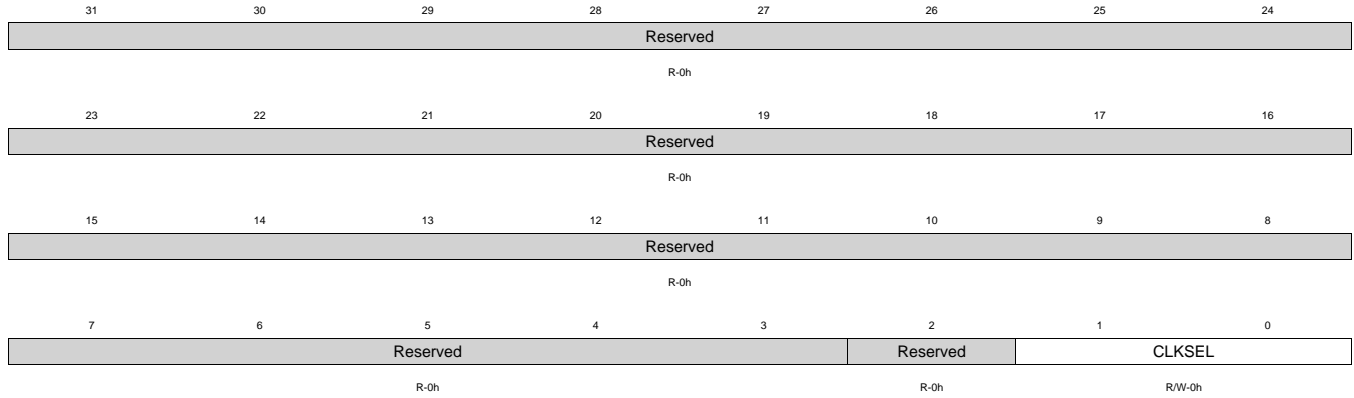 31 30 29 28 27 26 25 24
Reserved
R-0h
23 22 21 20 19 18 17 16
Reserved
R-0h
15 14 13 12 11 10 9 8
Reserved
R-0h
7 6 5 4 3 2 1 0
Reserved Reserved CLKSEL
R-0h R-0h R/W-0h